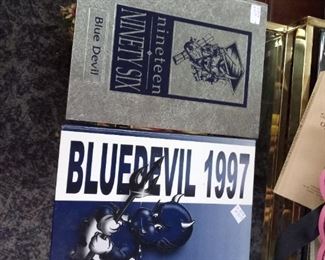 nineteen
NINETY SIX
Blue Devil
BLUEDEVIL 1997